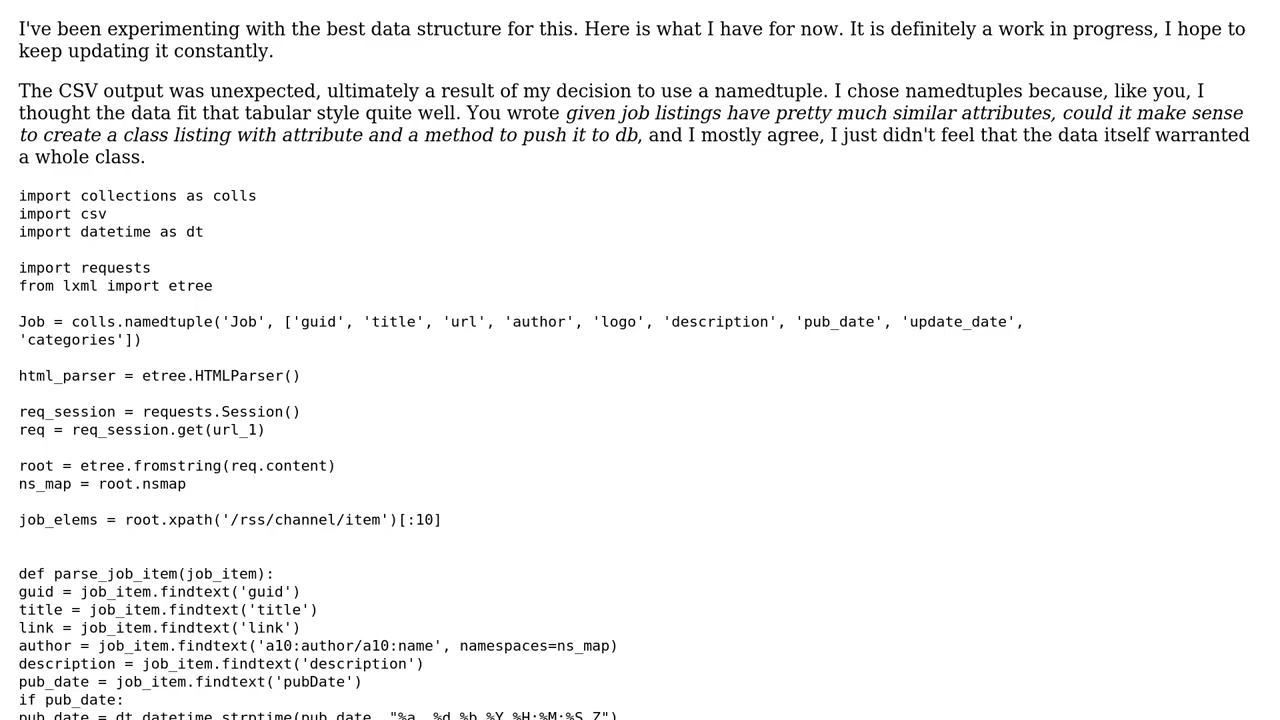 I've been experimenting with the best data structure for this. Here is what I have for now. It is definitely a work in progress, I hope to
keep updating it constantly.
The CSV output was unexpected, ultimately a result of my decision to use a namedtuple. I chose namedtuples because, like you, I
thought the data fit that tabular style quite well. You wrote given job listings have pretty much similar attributes, could it make sense
to create a class listing with attribute and a method to push it to db, and I mostly agree, I just didn't feel that the data itself warranted
a whole class.
import collections as colls
import csv
import datetime as dt
import requests
from lxml import etree
Job = colls.namedtuple('Job', ['guid', 'title', 'url', 'author', 'logo', 'description', 'pub_date', 'update_date',
'categories'])
html_parser = etree.HTMLParser()
req_session = requests.Session()
req = req_session.get(url_1)
root = etree.fromstring(req.content)
ns_map = root.nsmap
job_elems = root.xpath('/rss/channel/item')[:10]
def parse_job_item(job_item):
guid = job_item.findtext('guid')
title = job_item.findtext('title')
link = job_item.findtext('link')
author = job_item.findtext('a10:author/a10:name', namespaces=ns_map)
description = job_item.findtext('description')
pub_date = job_item.findtext('pubDate')
if pub_date:
pub_date = dt.datetime.strptime(pub_date, "%a, %d %b %Y %H:%M:%S Z")